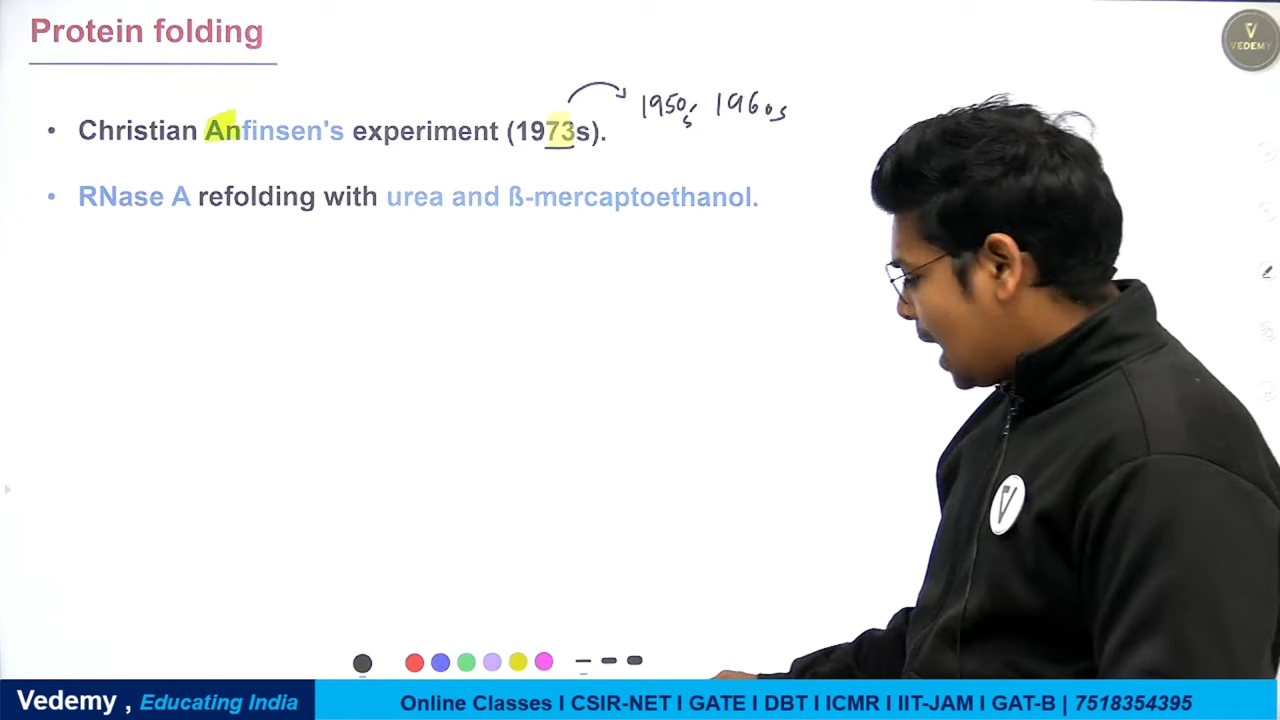 Protein folding
V
VEDEMY
1950s, 1960s
• Christian Anfinsen's experiment (1973s).
• RNase A refolding with urea and ß-mercaptoethanol.
V
Vedemy , Educating India
Online Classes I CSIR-NET I GATE I DBT I ICMR I IIT-JAM I GAT-B | 7518354395